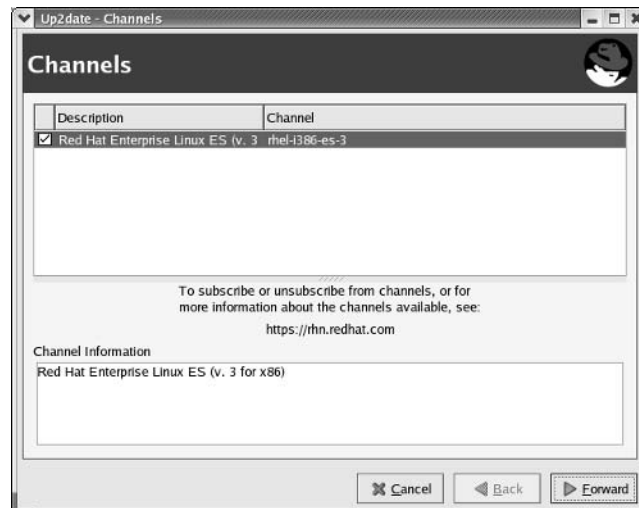 Up2date - Channels
Channels
Description Channel
Red Hat Enterprise Linux ES (v. 3 rhel-i386-es-3
To subscribe or unsubscribe from channels, or for
more information about the channels available, see:
https://rhn.redhat.com
Channel Information
Red Hat Enterprise Linux ES (v. 3 for x86)
Cancel Back Forward